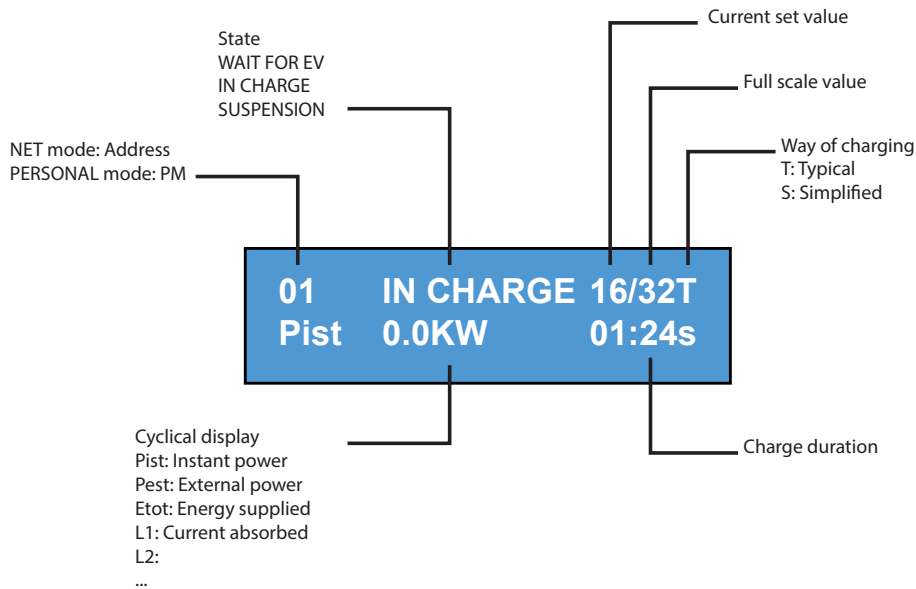 Current set value
State
WAIT FOR EV
IN CHARGE
SUSPENSION
Full scale value
NET mode: Address
PERSONAL mode: PM
Way of charging
T: Typical
S: Simplified
01 IN CHARGE 16/32T
Pist 0.0KW 01:24s
Cyclical display
Pist: Instant power
Pest: External power
Etot: Energy supplied
L1: Current absorbed
L2:
...
Charge duration